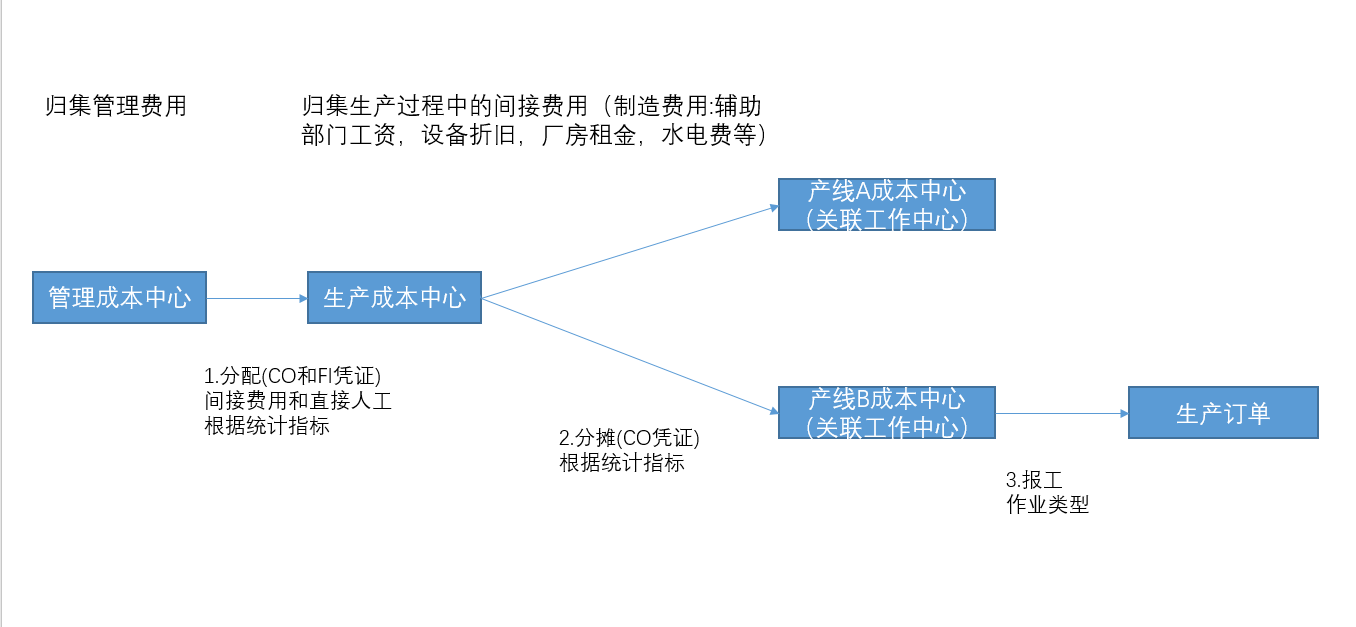 归集管理费用
归集生产过程中的间接费用（制造费用:辅助
部门工资，设备折旧，厂房租金，水电费等）
产线A成本中心
（关联工作中心）
管理成本中心
生产成本中心
1.分配(CO和FI凭证)
间接费用和直接人工
根据统计指标
产线B成本中心
（关联工作中心）
生产订单
2.分摊(CO凭证)
根据统计指标
3.报工
作业类型